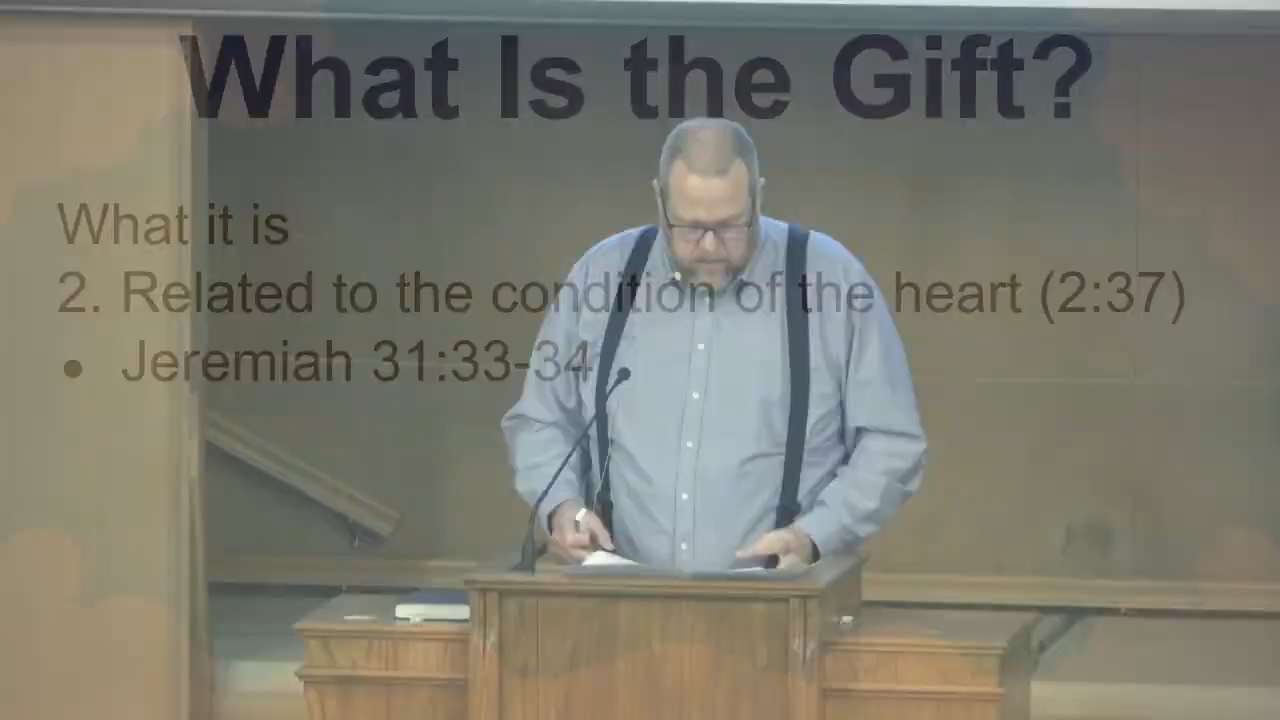 What Is the Gift?
What it is
2. Related to the condition of the heart (2:37)
● Jeremiah 31:33-34